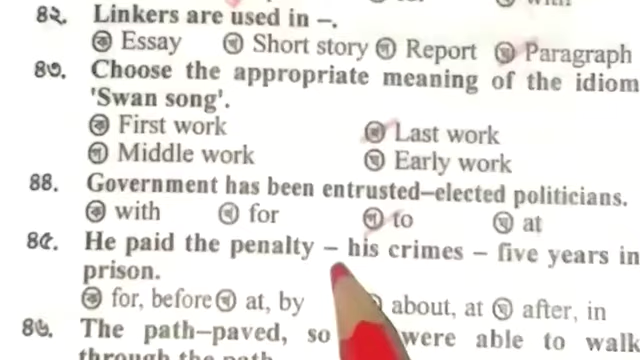 ৪২. Linkers are used in –.
ⓚ Essay ⓚ Short story ⓖ Report ⓖ Paragraph
৪৩. Choose the appropriate meaning of the idiom
'Swan song'.
ⓚ First work ⓚ Last work
ⓖ Middle work ⓖ Early work
৪৪. Government has been entrusted–elected politicians.
ⓚ with ⓚ for ⓖ to ⓖ at
৪৫. He paid the penalty – his crimes – five years in
prison.
ⓚ for, before ⓚ at, by about, at ⓖ after, in
৪৬. The path–paved, so were able to walk
through the path.